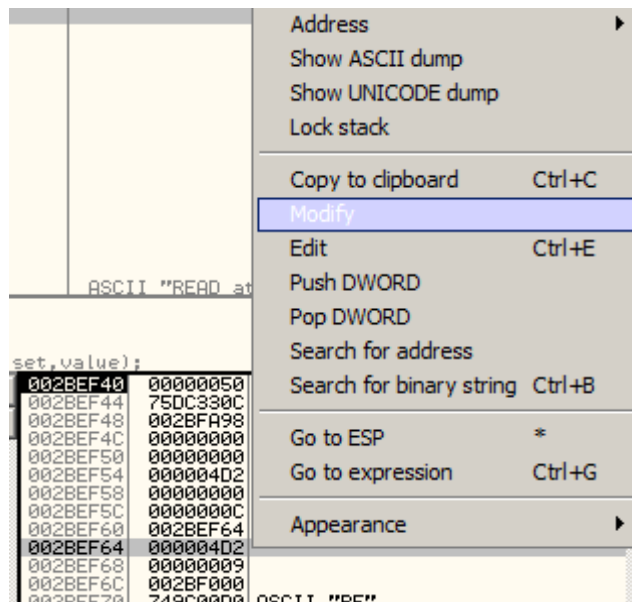 Address
Show ASCII dump
Show UNICODE dump
Lock stack
Copy to clipboard Ctrl+C
Modify
Edit Ctrl+E
Push DWORD
Pop DWORD
Search for address
Search for binary string Ctrl+B
Go to ESP *
Go to expression Ctrl+G
Appearance
ASCII "READ at
set,value);
002BEF40 00000050
002BEF44 75DC330C
002BEF48 002BFA98
002BEF4C 00000000
002BEF50 00000000
002BEF54 000004D2
002BEF58 00000000
002BEF5C 0000000C
002BEF60 002BEF64
002BEF64 000004D2
002BEF68 00000009
002BEF6C 002BF000
ASCII "RE"